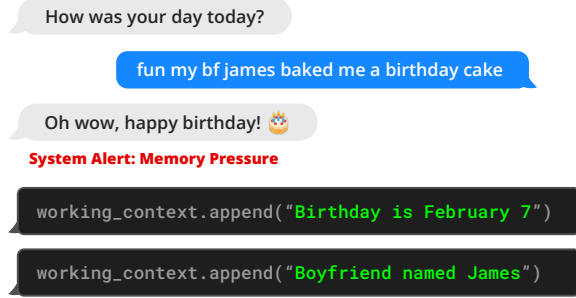 How was your day today?
fun my bf james baked me a birthday cake
Oh wow, happy birthday! 🎂
System Alert: Memory Pressure
working_context.append(“Birthday is February 7”)
working_context.append(“Boyfriend named James”)